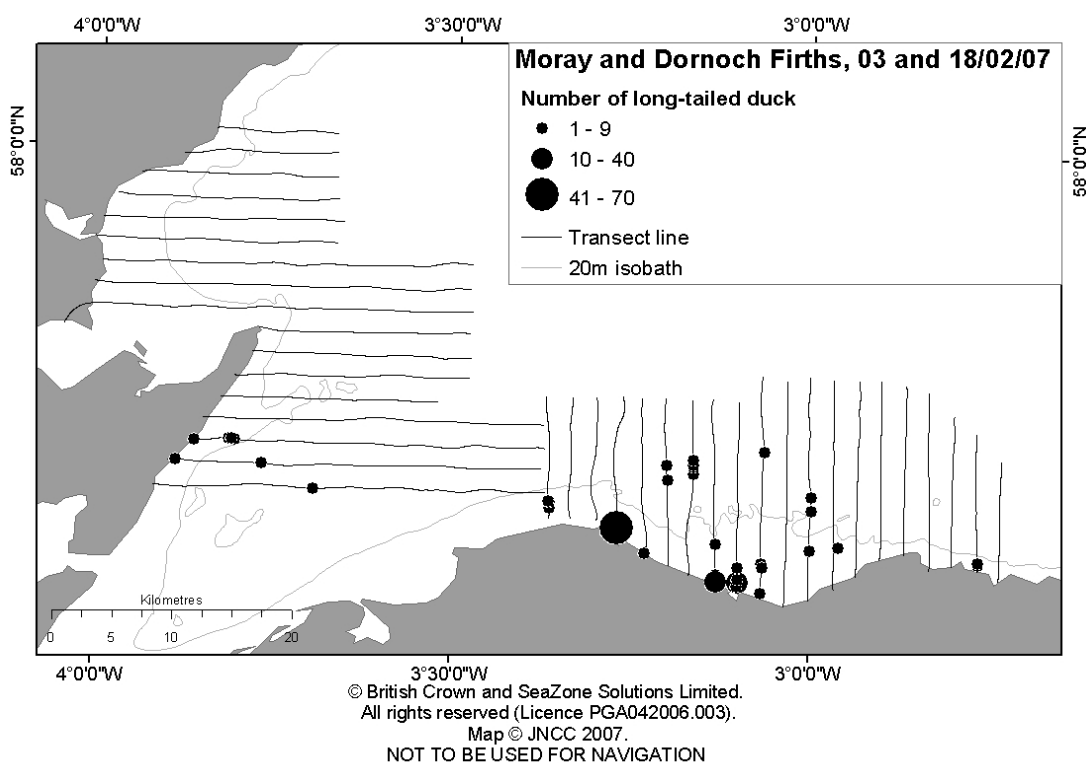 4°0'0"W 3°30'0"W 3°0'0"W
Moray and Dornoch Firths, 03 and 18/02/07
Number of long-tailed duck
1 - 9
10 - 40
41 - 70
Transect line
20m isobath
58°0'0"N
58°0'0"N
Kilometres
0 5 10 20
4°0'0"W 3°30'0"W 3°0'0"W
© British Crown and SeaZone Solutions Limited.
All rights reserved (Licence PGA042006.003).
Map © JNCC 2007.
NOT TO BE USED FOR NAVIGATION